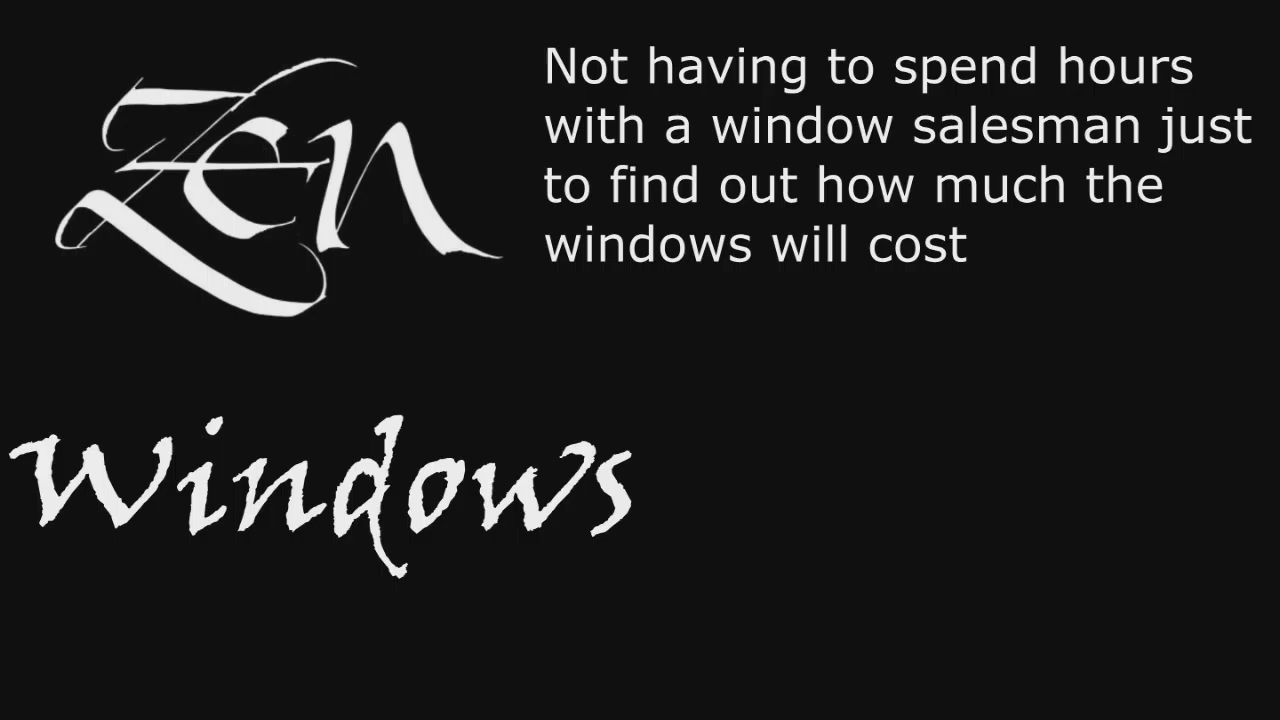 Zen
Not having to spend hours
with a window salesman just
to find out how much the
windows will cost
Windows